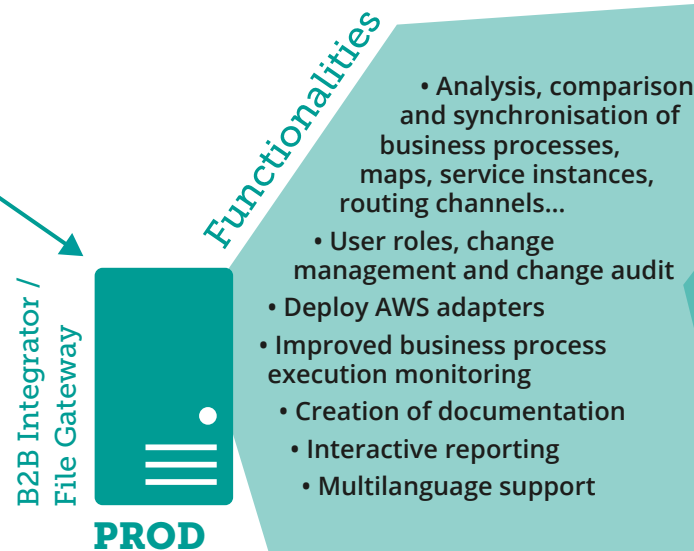 Functionalities
• Analysis, comparison
and synchronisation of
business processes,
maps, service instances,
routing channels...
• User roles, change
management and change audit
• Deploy AWS adapters
• Improved business process
execution monitoring
• Creation of documentation
• Interactive reporting
• Multilanguage support
B2B Integrator /
File Gateway
PROD